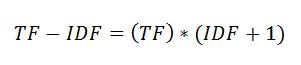 TF − IDF = (TF) * (IDF + 1)